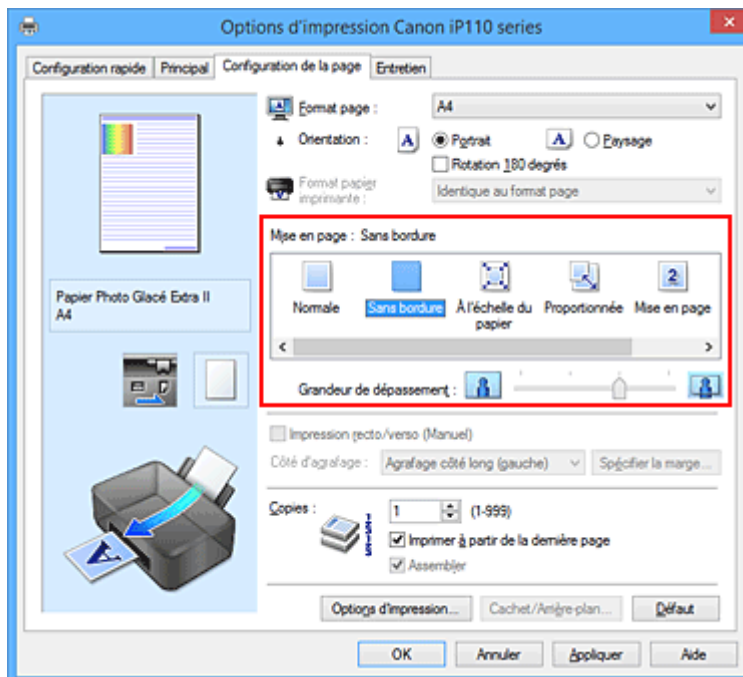 Options d'impression Canon iP110 series
Configuration rapide Principal Configuration de la page Entretien
Format page : A4
Orientation : A Portrait A Paysage
Rotation 180 degrés
Format papier imprimante : Identique au format page
Mise en page : Sans bordure
Normale Sans bordure À l'échelle du papier Proportionnée 2 Mise en page
Grandeur de dépassement :
Papier Photo Glacé Extra II
A4
Impression recto/verso (Manuel)
Côté d'agrafage : Agrafage côté long (gauche) Spécifier la marge...
Copies : 1 (1-999)
Imprimer à partir de la dernière page
Assembler
Options d'impression... Cachet/Arrière-plan... Défaut
OK Annuler Appliquer Aide